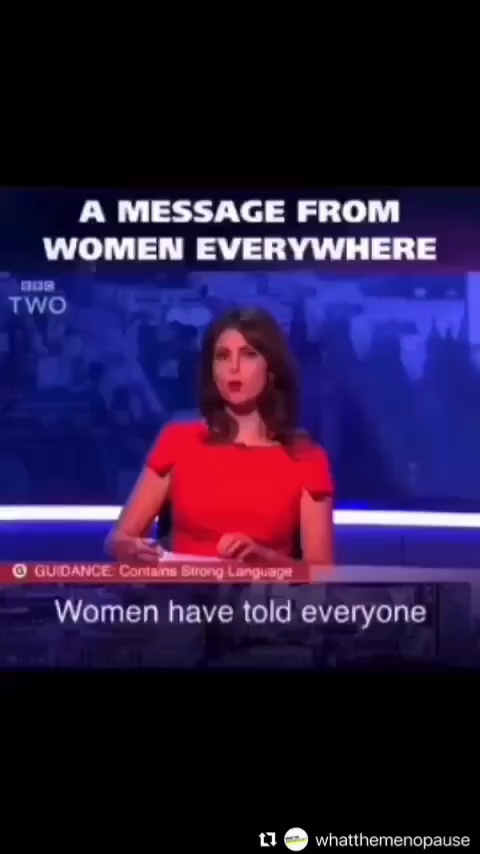 A MESSAGE FROM
WOMEN EVERYWHERE
BBC
TWO
G GUIDANCE: Contains Strong Language
Women have told everyone
whatthemenopause